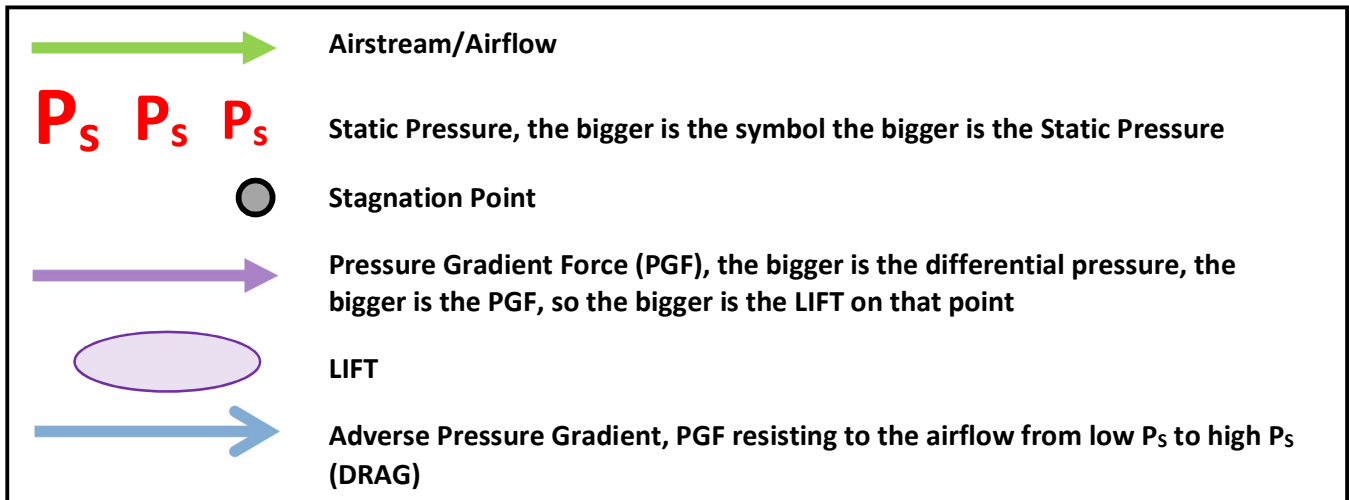 Airstream/Airflow
Ps Ps Ps Static Pressure, the bigger is the symbol the bigger is the Static Pressure
Stagnation Point
Pressure Gradient Force (PGF), the bigger is the differential pressure, the
bigger is the PGF, so the bigger is the LIFT on that point
LIFT
Adverse Pressure Gradient, PGF resisting to the airflow from low Ps to high Ps
(DRAG)